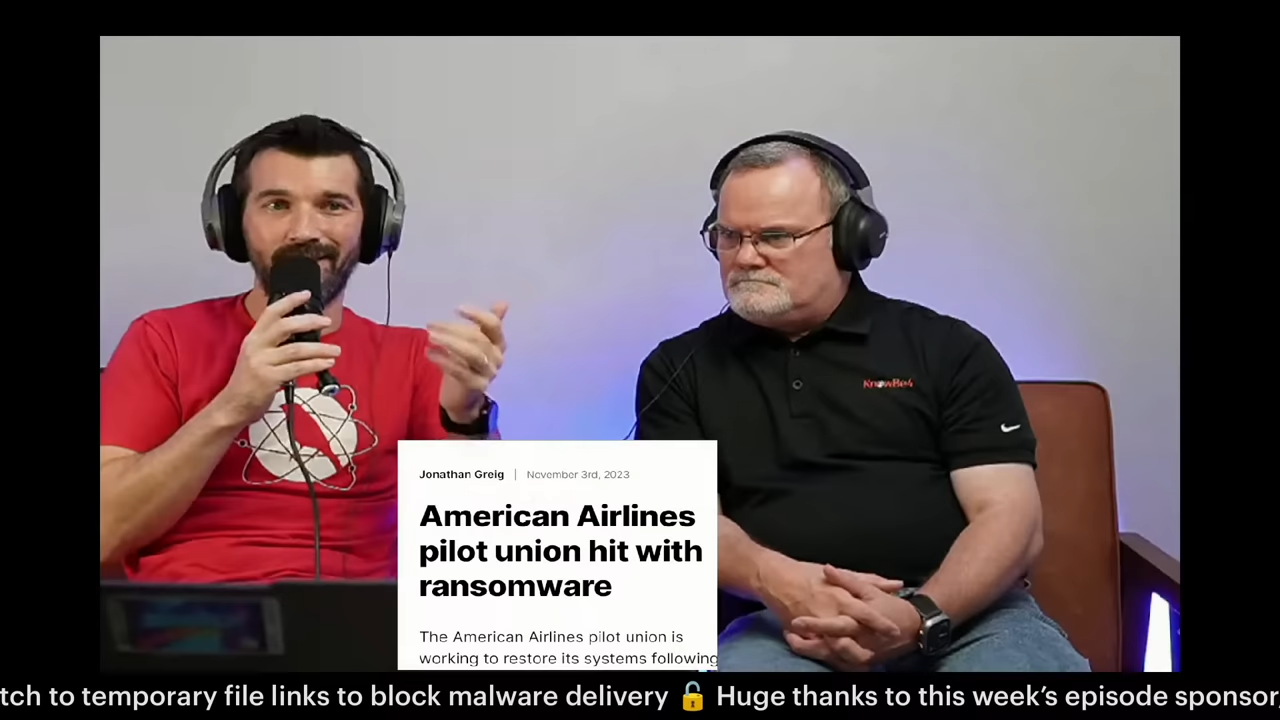 KnowBe4
Jonathan Greig | November 3rd, 2023
American Airlines
pilot union hit with
ransomware
The American Airlines pilot union is
working to restore its systems following
tch to temporary file links to block malware delivery 🔓 Huge thanks to this week’s episode sponsor,